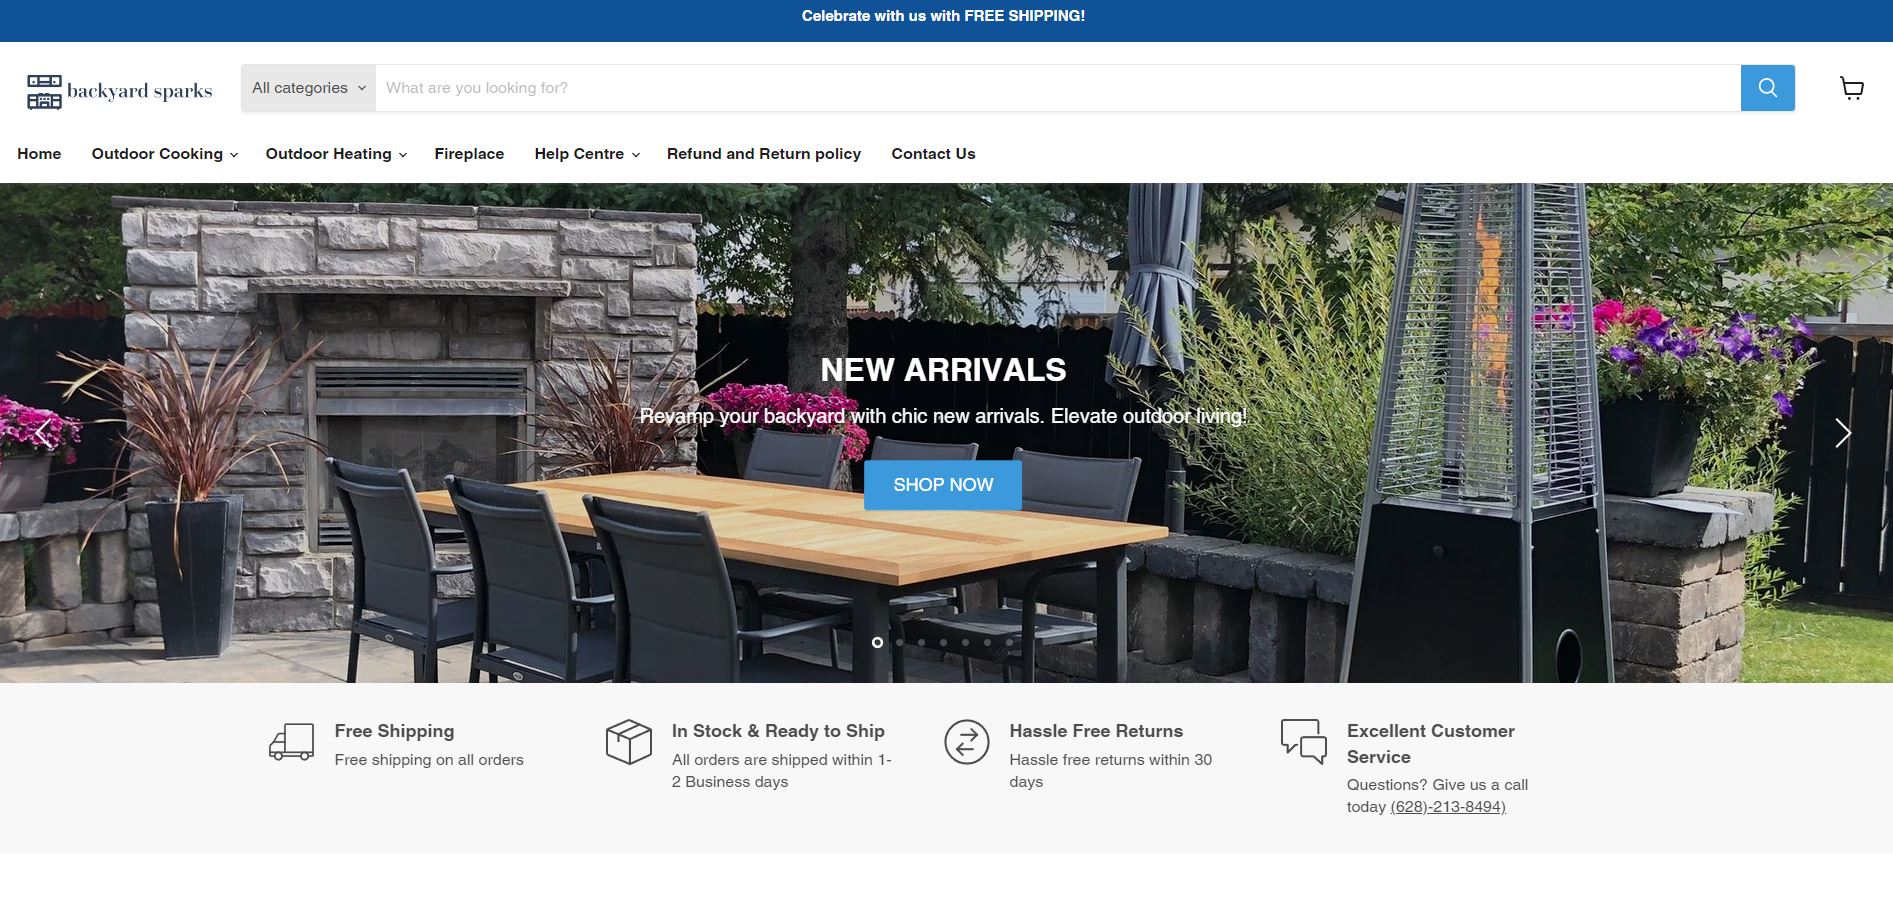 Celebrate with us with FREE SHIPPING!
backyard sparks
All categories
What are you looking for?
Home
Outdoor Cooking
Outdoor Heating
Fireplace
Help Centre
Refund and Return policy
Contact Us
NEW ARRIVALS
Revamp your backyard with chic new arrivals. Elevate outdoor living!
SHOP NOW
Free Shipping
Free shipping on all orders
In Stock & Ready to Ship
All orders are shipped within 1-
2 Business days
Hassle Free Returns
Hassle free returns within 30
days
Excellent Customer
Service
Questions? Give us a call
today (628)-213-8494)